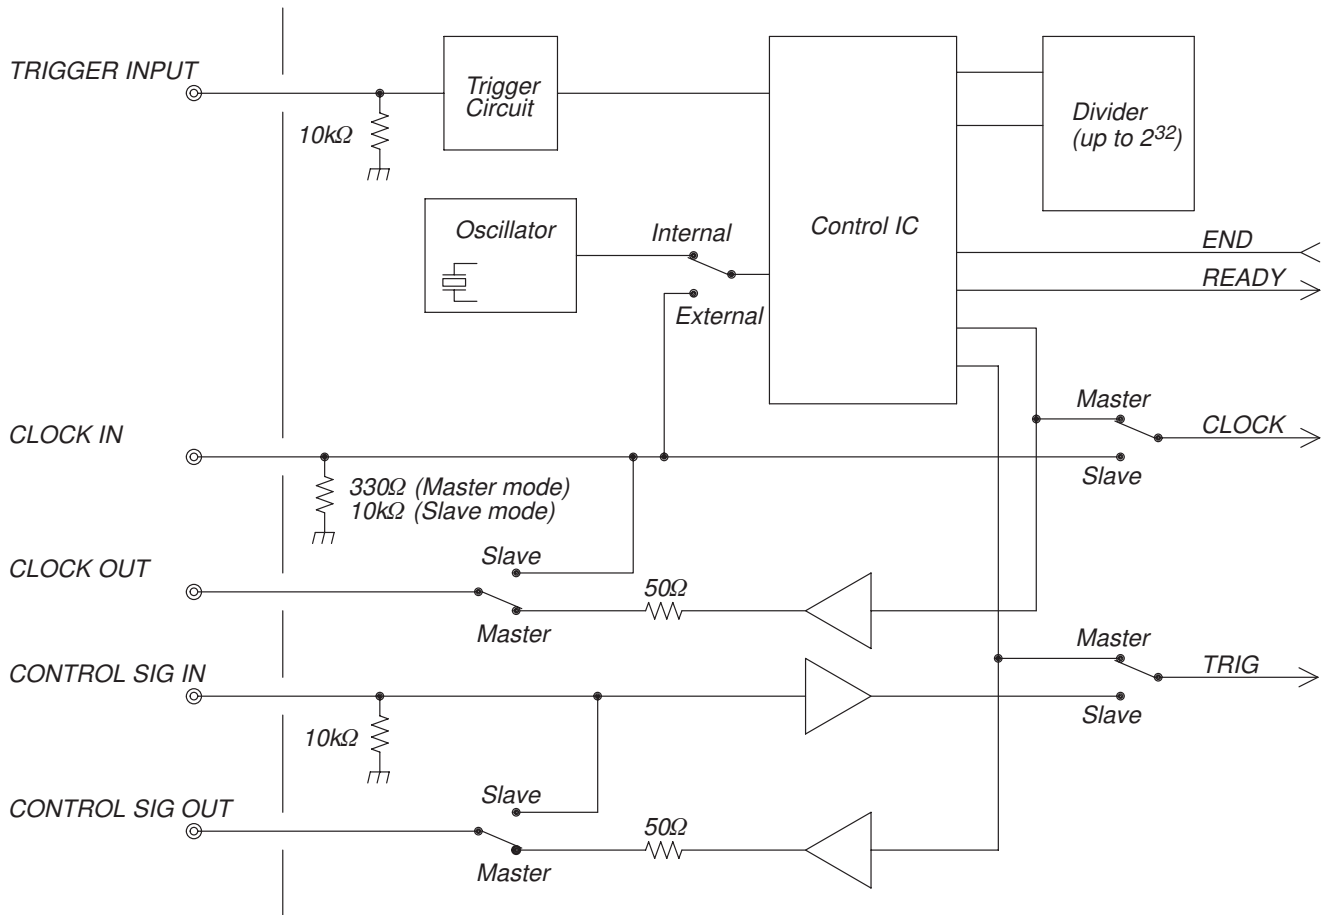 TRIGGER INPUT
Trigger
Circuit
10kΩ
Divider
(up to 2³²)
Oscillator
Internal
External
Control IC
END
READY
CLOCK IN
330Ω (Master mode)
10kΩ (Slave mode)
Master
CLOCK
Slave
CLOCK OUT
Slave
Master
50Ω
CONTROL SIG IN
10kΩ
Master
TRIG
Slave
CONTROL SIG OUT
Slave
Master
50Ω